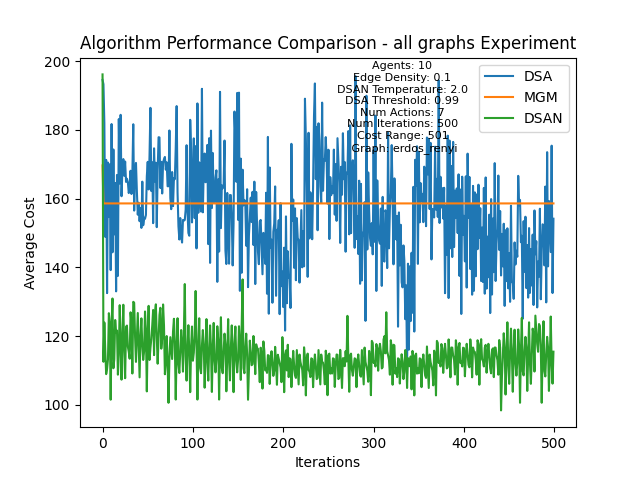 Algorithm Performance Comparison - all graphs Experiment
Agents: 10
Edge Density: 0.1
DSAN Temperature: 2.0
DSA Threshold: 0.99
Num Actions: 7
Num Iterations: 500
Cost Range: 501
Graph: erdos_renyi
DSA
MGM
DSAN
Average Cost
200
180
160
140
120
100
0 100 200 300 400 500
Iterations